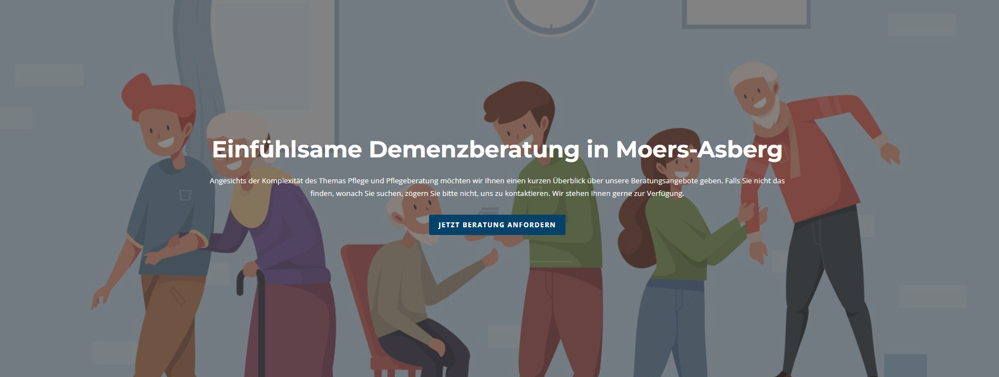 Einfühlsame Demenzberatung in Moers-Asberg
Angesichts der Komplexität des Themas Pflege und Pflegeberatung möchten wir Ihnen einen kurzen Überblick über unsere Beratungsangebote geben. Falls Sie nicht das
finden, wonach Sie suchen, zögern Sie bitte nicht, uns zu kontaktieren. Wir stehen Ihnen gerne zur Verfügung.
JETZT BERATUNG ANFORDERN